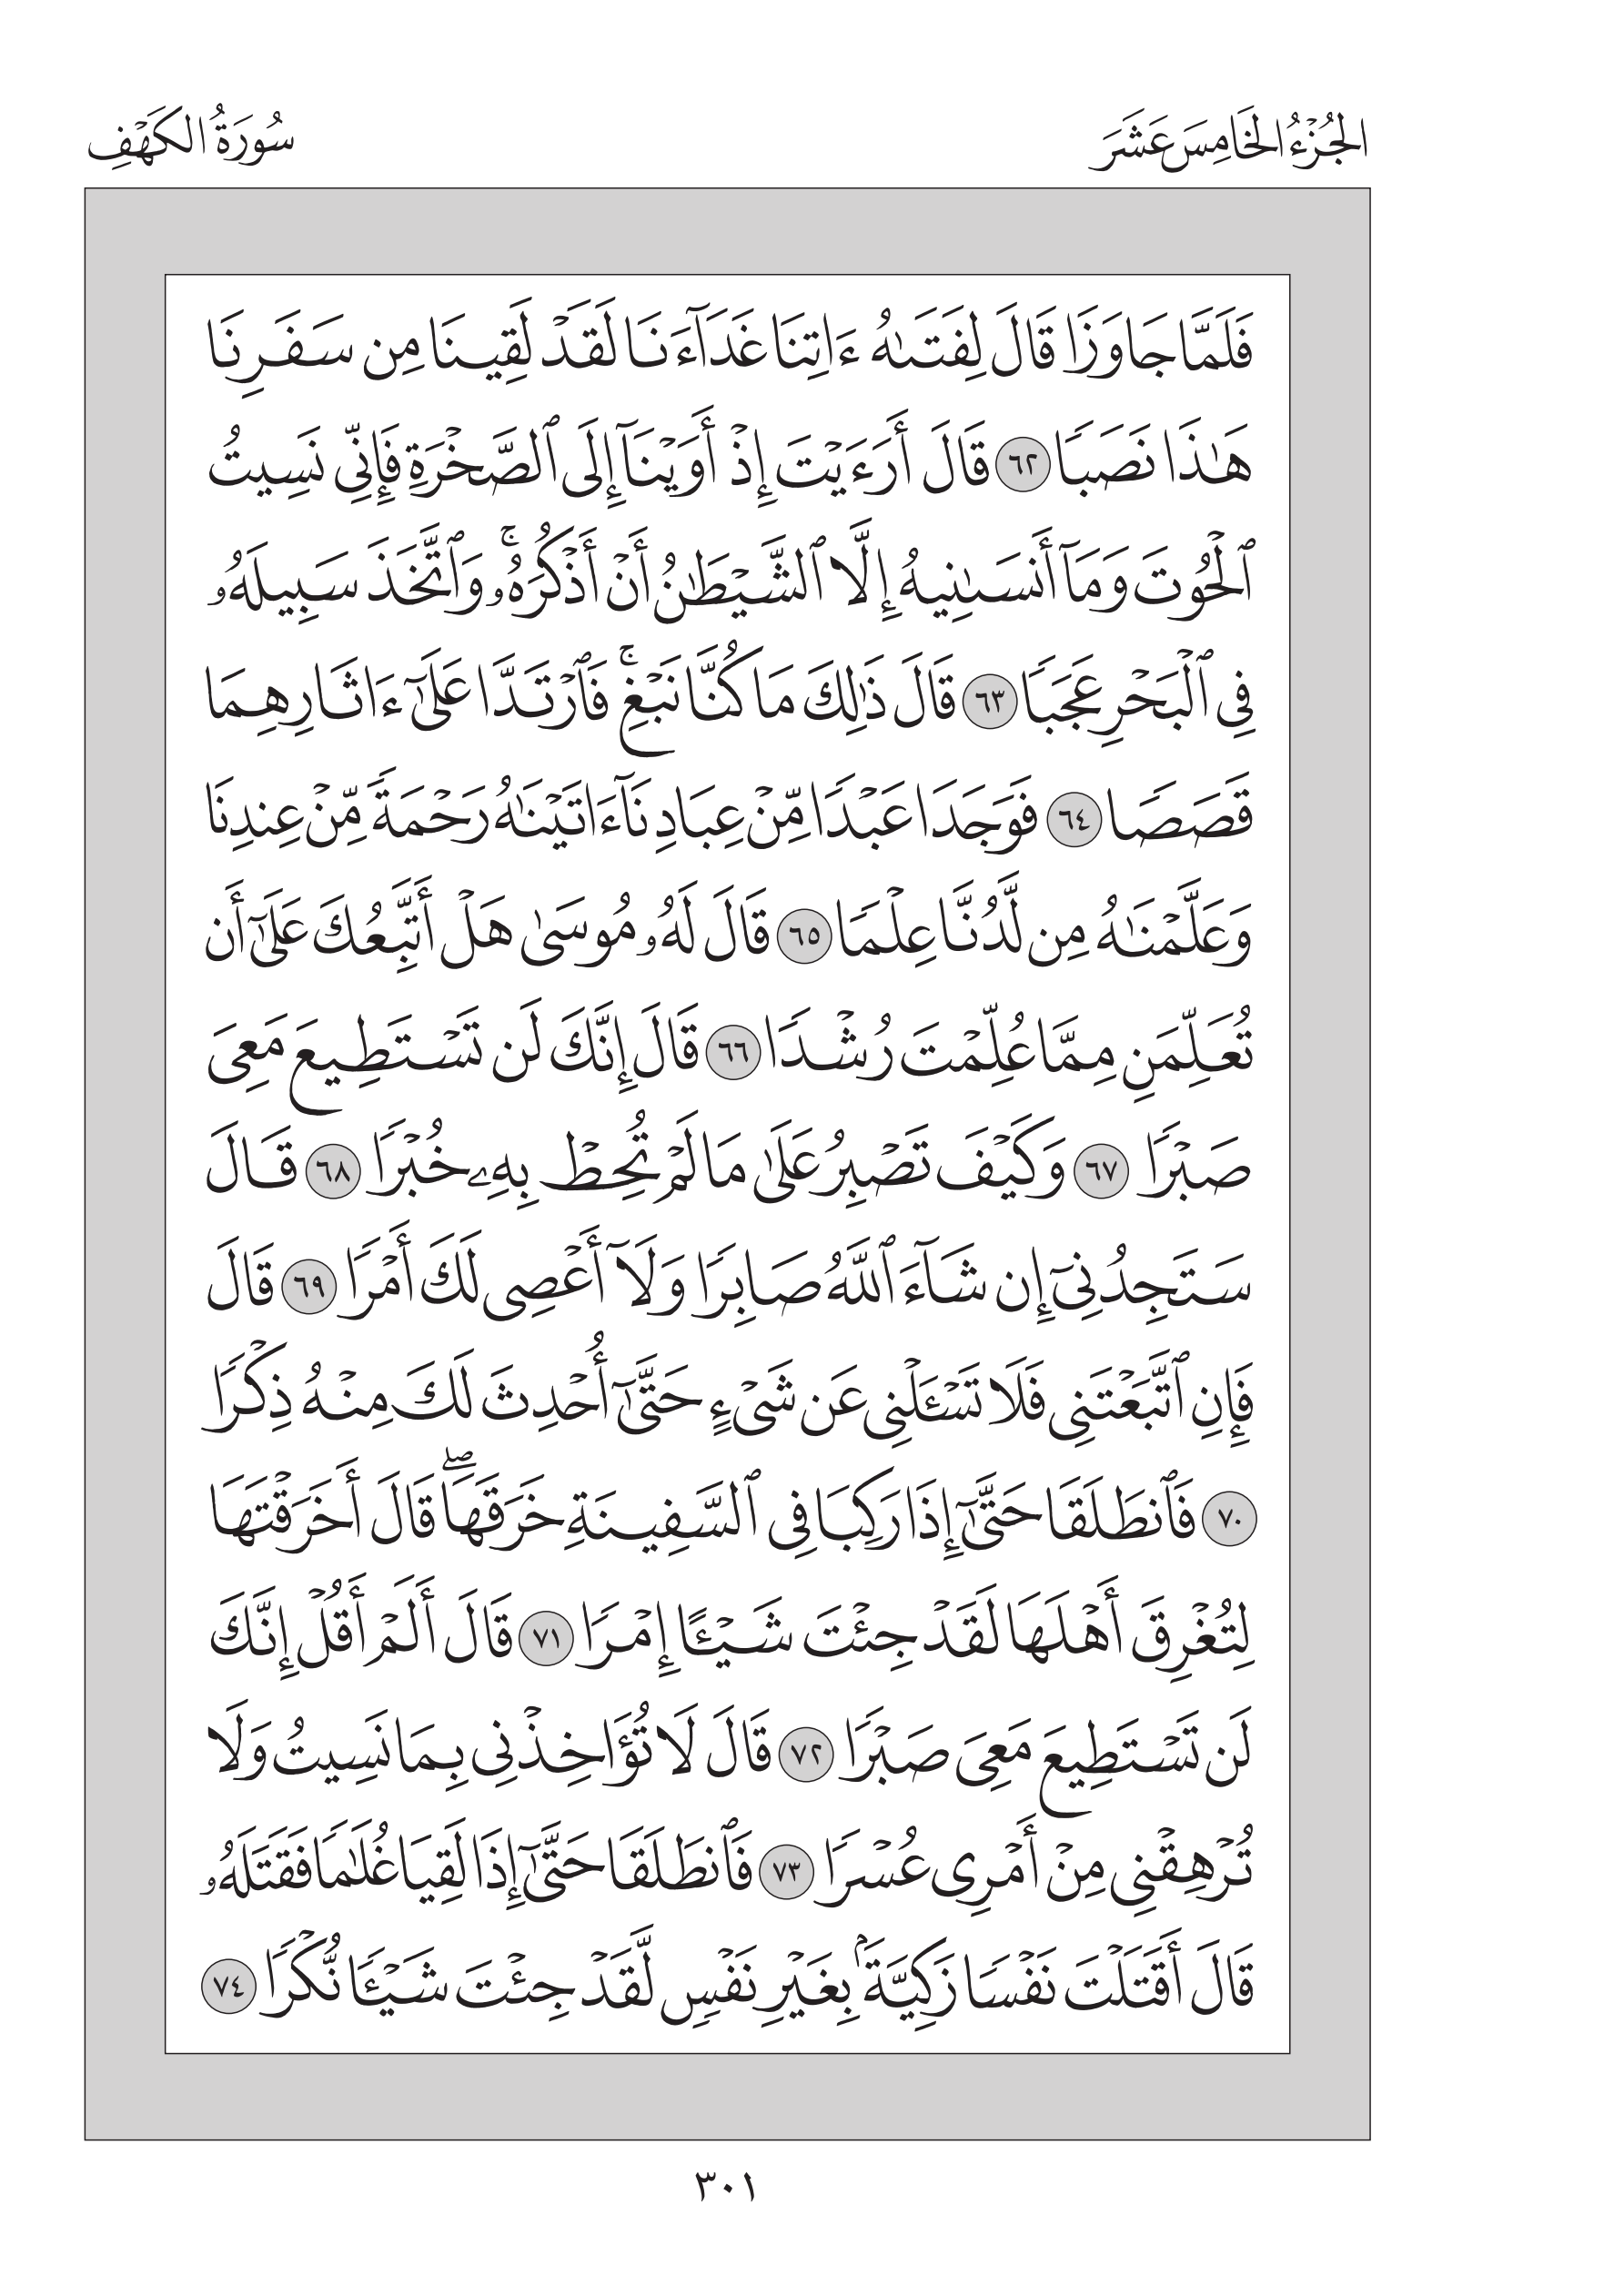 الجُزْءُ الخَامِسَ عَشَرَ
سُورَةُ الكَهْفِ
فَلَمَّا جَاوَزَا قَالَ لِفَتَىٰهُ ءَاتِنَا غَدَآءَنَا لَقَدۡ لَقِينَا مِن سَفَرِنَا
هَٰذَا نَصَبٗا ٦٢ قَالَ أَرَءَيۡتَ إِذۡ أَوَيۡنَآ إِلَى ٱلصَّخۡرَةِ فَإِنِّي نَسِيتُ
ٱلۡحُوتَ وَمَآ أَنسَىٰنِيهُ إِلَّا ٱلشَّيۡطَٰنُ أَنۡ أَذۡكُرَهُۥۚ وَٱتَّخَذَ سَبِيلَهُۥ
فِي ٱلۡبَحۡرِ عَجَبٗا ٦٣ قَالَ ذَٰلِكَ مَا كُنَّا نَبۡغِۚ فَٱرۡتَدَّا عَلَىٰٓ ءَاثَارِهِمَا
قَصَصٗا ٦٤ فَوَجَدَا عَبۡدٗا مِّنۡ عِبَادِنَآ ءَاتَيۡنَٰهُ رَحۡمَةٗ مِّنۡ عِندِنَا
وَعَلَّمۡنَٰهُ مِن لَّدُنَّا عِلۡمٗا ٦٥ قَالَ لَهُۥ مُوسَىٰ هَلۡ أَتَّبِعُكَ عَلَىٰٓ أَن
تُعَلِّمَنِ مِمَّا عُلِّمۡتَ رُشۡدٗا ٦٦ قَالَ إِنَّكَ لَن تَسۡتَطِيعَ مَعِيَ
صَبۡرٗا ٦٧ وَكَيۡفَ تَصۡبِرُ عَلَىٰ مَا لَمۡ تُحِطۡ بِهِۦ خُبۡرٗا ٦٨ قَالَ
سَتَجِدُنِيٓ إِن شَآءَ ٱللَّهُ صَابِرٗا وَلَآ أَعۡصِي لَكَ أَمۡرٗا ٦٩ قَالَ
فَإِنِ ٱتَّبَعۡتَنِي فَلَا تَسۡـَٔلۡنِي عَن شَيۡءٍ حَتَّىٰٓ أُحۡدِثَ لَكَ مِنۡهُ ذِكۡرٗا
٧٠ فَٱنطَلَقَا حَتَّىٰٓ إِذَا رَكِبَا فِي ٱلسَّفِينَةِ خَرَقَهَاۖ قَالَ أَخَرَقۡتَهَا
لِتُغۡرِقَ أَهۡلَهَا لَقَدۡ جِئۡتَ شَيۡـًٔا إِمۡرٗا ٧١ قَالَ أَلَمۡ أَقُلۡ إِنَّكَ
لَن تَسۡتَطِيعَ مَعِيَ صَبۡرٗا ٧٢ قَالَ لَا تُؤَاخِذۡنِي بِمَا نَسِيتُ وَلَا
تُرۡهِقۡنِي مِنۡ أَمۡرِي عُسۡرٗا ٧٣ فَٱنطَلَقَا حَتَّىٰٓ إِذَا لَقِيَا غُلَٰمٗا فَقَتَلَهُۥ
قَالَ أَقَتَلۡتَ نَفۡسٗا زَكِيَّةَۢ بِغَيۡرِ نَفۡسٖ لَّقَدۡ جِئۡتَ شَيۡـٔٗا نُّكۡرٗا ٧٤
٣٠١